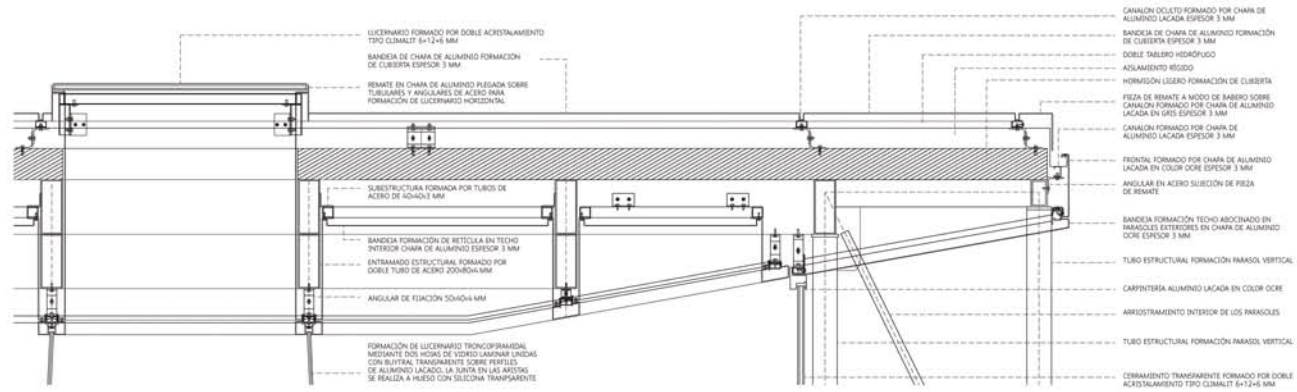 LUCERNARIO FORMADO POR DOBLE ACRISTALAMIENTO
TIPO CLIMALIT 6+12+6 MM
BANDEJA DE CHAPA DE ALUMINIO FORMACIÓN
DE CUBIERTA ESPESOR 3 MM
REMATE EN CHAPA DE ALUMINIO PLEGADA SOBRE
TUBULARES Y ANGULARES DE ACERO PARA
FORMACIÓN DE LUCERNARIO HORIZONTAL
SUBESTRUCTURA FORMADA POR TUBOS DE
ACERO DE 40x40x3 MM
BANDEJA FORMACIÓN DE RETÍCULA EN TECHO
INTERIOR CHAPA DE ALUMINIO ESPESOR 3 MM
ENTRAMADO ESTRUCTURAL FORMADO POR
DOBLE TUBO DE ACERO 200x80x4 MM
ANGULAR DE FIJACIÓN 50x40x4 MM
FORMACIÓN DE LUCERNARIO TRONCOPIRAMIDAL
MEDIANTE DOS HOJAS DE VIDRIO LAMINAR UNIDAS
CON BUYTRAL TRANSPARENTE SOBRE PERFILES
DE ALUMINIO LACADO, LA JUNTA EN LAS ARISTAS
SE REALIZA A HUESO CON SILICONA TRANPSARENTE
CANALON OCULTO FORMADO POR CHAPA DE
ALUMINIO LACADA ESPESOR 3 MM
BANDEJA DE CHAPA DE ALUMINIO FORMACIÓN
DE CUBIERTA ESPESOR 3 MM
DOBLE TABLERO HIDRÓFUGO
AISLAMIENTO RÍGIDO
HORMIGÓN LIGERO FORMACIÓN DE CUBIERTA
PIEZA DE REMATE A MODO DE BABERO SOBRE
CANALON FORMADO POR CHAPA DE ALUMINIO
LACADA EN GRIS ESPESOR 3 MM
CANALON FORMADO POR CHAPA DE
ALUMINIO LACADA ESPESOR 3 MM
FRONTAL FORMADO POR CHAPA DE ALUMINIO
LACADA EN COLOR OCRE ESPESOR 3 MM
ANGULAR EN ACERO SUJECIÓN DE PIEZA
DE REMATE
BANDEJA FORMACIÓN TECHO ABOCINADO EN
PARASOLES EXTERIORES EN CHAPA DE ALUMINIO
OCRE ESPESOR 3 MM
TUBO ESTRUCTURAL FORMACIÓN PARASOL VERTICAL
CARPINTERÍA ALUMINIO LACADA EN COLOR OCRE
ARRIOSTRAMIENTO INTERIOR DE LOS PARASOLES
TUBO ESTRUCTURAL FORMACIÓN PARASOL VERTICAL
CERRAMIENTO TRANSPARENTE FORMADO POR DOBLE
ACRISTALAMIENTO TIPO CLIMALIT 6+12+6 MM